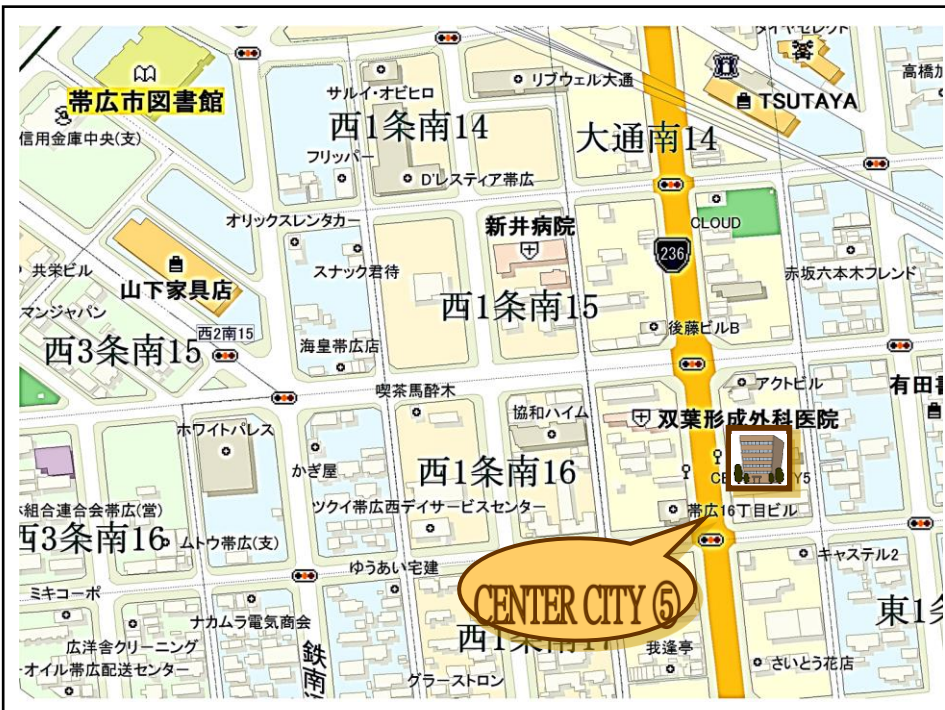 ダイヤセレクト
帯広市図書館
サルイ・オビヒロ
リブウェル大通
TSUTAYA
信用金庫中央(支)
西1条南14
大通南14
フリッパー
D'レスティア帯広
オリックスレンタカー
新井病院
CLOUD
236
共栄ビル
スナック君待
赤坂六本木フレンド
山下家具店
マンジャパン
西1条南15
西3条南15
西2南15
海皇帯広店
後藤ビルB
喫茶馬酔木
アクトビル
ホワイトパレス
協和ハイム
双葉形成外科医院
かぎ屋
西1条南16
組合連合会帯広(営)
ツクイ帯広西デイサービスセンター
帯広16丁目ビル
西3条南16
ムトウ帯広(支)
キャステル2
ゆうあい宅建
CENTER CITY ⑤
ミキコーポ
ナカムラ電気商会
広洋舎クリーニング
鉄南
我逢亭
オイル帯広配送センター
グラーストロン
さいとう花店